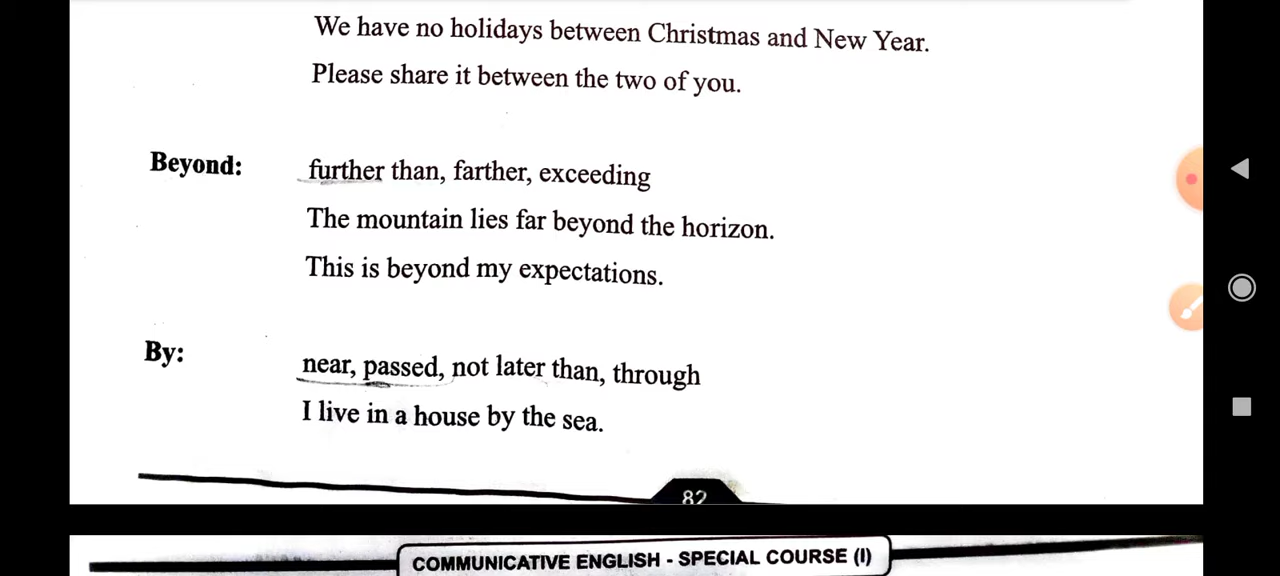 We have no holidays between Christmas and New Year.
Please share it between the two of you.
Beyond: further than, farther, exceeding
The mountain lies far beyond the horizon.
This is beyond my expectations.
By: near, passed, not later than, through
I live in a house by the sea.
82
COMMUNICATIVE ENGLISH - SPECIAL COURSE (I)